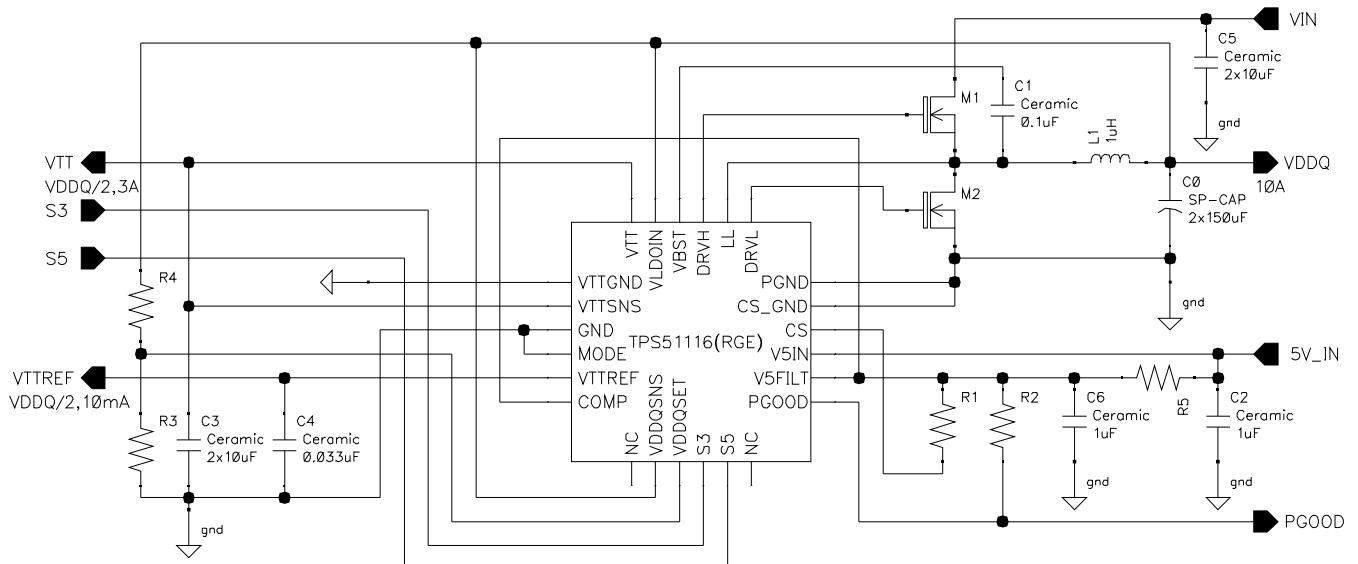 VIN
C5
Ceramic
2x10uF
gnd
M1
C1
Ceramic
0.1uF
L1
1uH
VTT
VDDQ/2,3A
VDDQ
10A
S3
M2
C0
SP-CAP
2x150uF
S5
VTT
VLDOIN
VBST
DRVH
LL
DRVL
R4
VTTGND
PGND
gnd
VTTSNS
CS_GND
GND
TPS51116(RGE)
CS
MODE
V5IN
5V_IN
VTTREF
VDDQ/2,10mA
VTTREF
V5FILT
COMP
PGOOD
R1
R2
C6
Ceramic
1uF
R5
C2
Ceramic
1uF
R3
C3
Ceramic
2x10uF
C4
Ceramic
0.033uF
NC
VDDQSNS
VDDQSET
S3
S5
NC
gnd
gnd
gnd
PGOOD